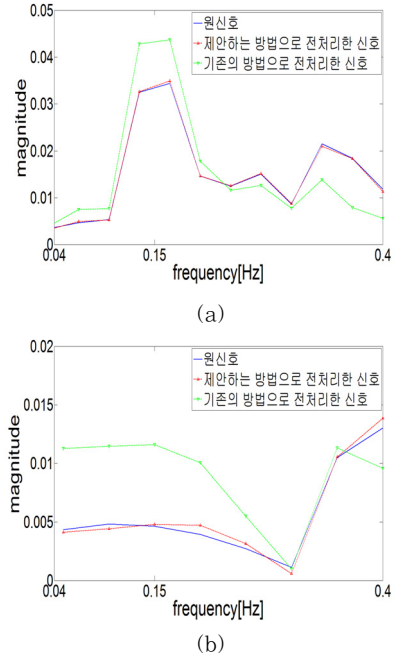 0.05
0.04
0.03
0.02
0.01
0
magnitude
원신호
제안하는 방법으로 전처리한 신호
기존의 방법으로 전처리한 신호
0.04
0.15
0.4
frequency[Hz]
(a)
0.02
0.015
0.01
0.005
0
magnitude
원신호
제안하는 방법으로 전처리한 신호
기존의 방법으로 전처리한 신호
0.04
0.15
0.4
frequency[Hz]
(b)